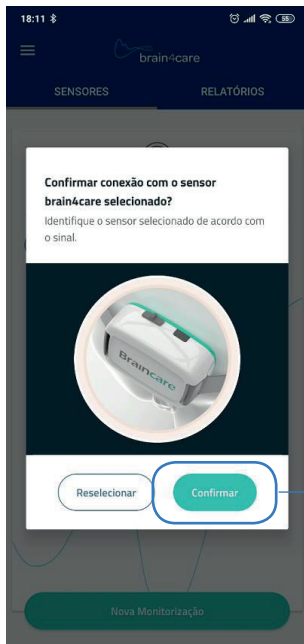 18:11
55
brain4care
SENSORES RELATÓRIOS
Confirmar conexão com o sensor
brain4care selecionado?
Identifique o sensor selecionado de acordo com
o sinal.
Braincare
Reselecionar Confirmar
Nova Monitorização